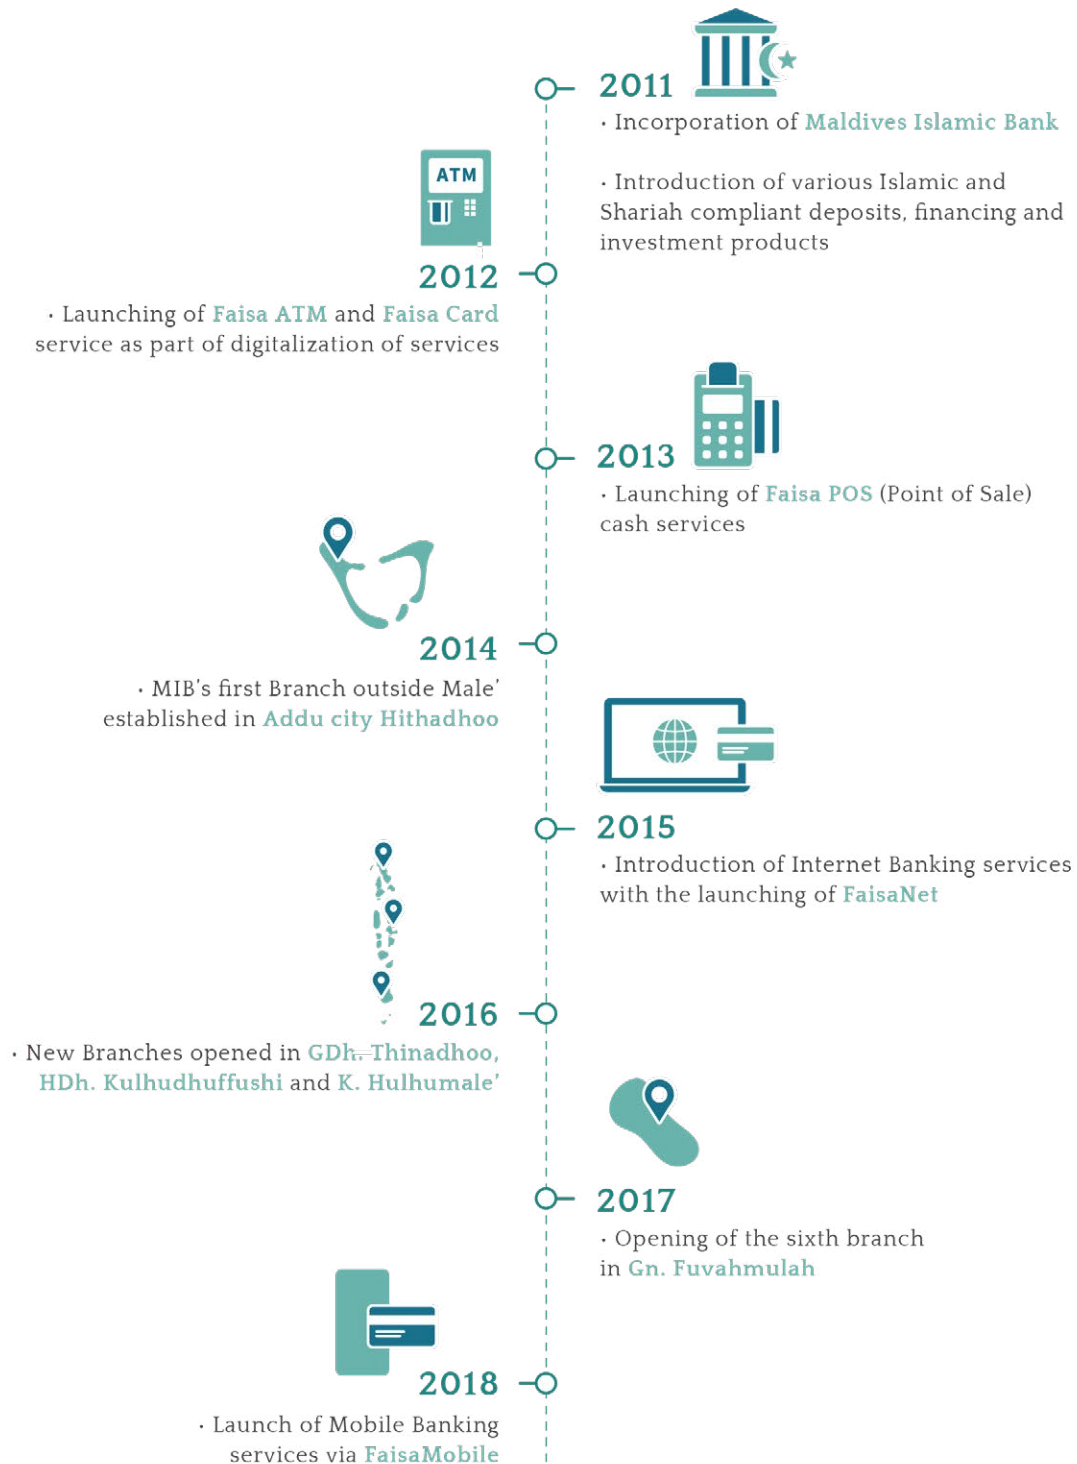 2011
· Incorporation of Maldives Islamic Bank
· Introduction of various Islamic and
Shariah compliant deposits, financing and
investment products
ATM
2012
· Launching of Faisa ATM and Faisa Card
service as part of digitalization of services
2013
· Launching of Faisa POS (Point of Sale)
cash services
2014
· MIB's first Branch outside Male'
established in Addu city Hithadhoo
2015
· Introduction of Internet Banking services
with the launching of FaisaNet
2016
· New Branches opened in GDh. Thinadhoo,
HDh. Kulhudhuffushi and K. Hulhumale'
2017
· Opening of the sixth branch
in Gn. Fuvahmulah
2018
· Launch of Mobile Banking
services via FaisaMobile